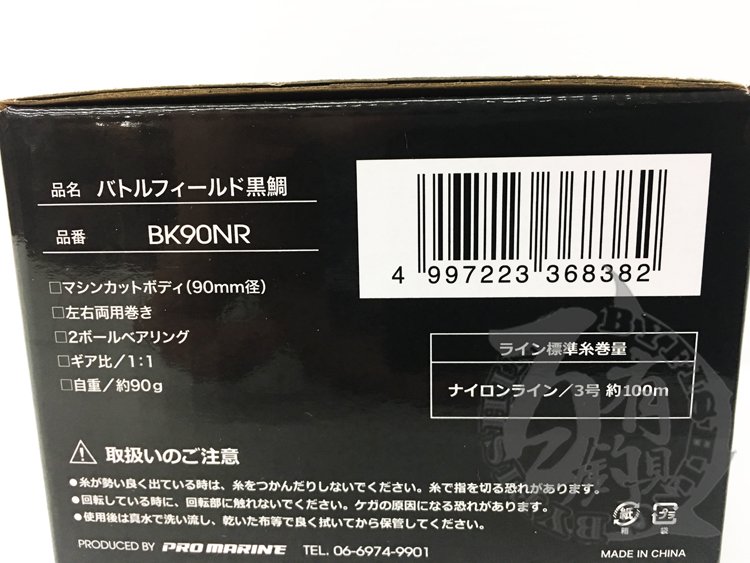 品名 バトルフィールド黒鯛
品番 BK90NR
□マシンカットボディ(90mm径)
□左右両用巻き
□2ボールベアリング
□ギア比/1:1
□自重/約90g
4 997223 368382
ライン標準糸巻量
ナイロンライン/3号 約100m
⚠ 取扱いのご注意
●糸が勢い良く出ている時は、糸をつかんだりしないでください。糸で指を切る恐れがあります。
●回転している時に、回転部に触れないでください。ケガの原因になる恐れがあります。
●使用後は真水で洗い流し、乾いた布等で良く拭いてから保管してください。
紙 プラ
箱 袋
PRODUCED BY PRO MARINE TEL. 06-6974-9901
MADE IN CHINA